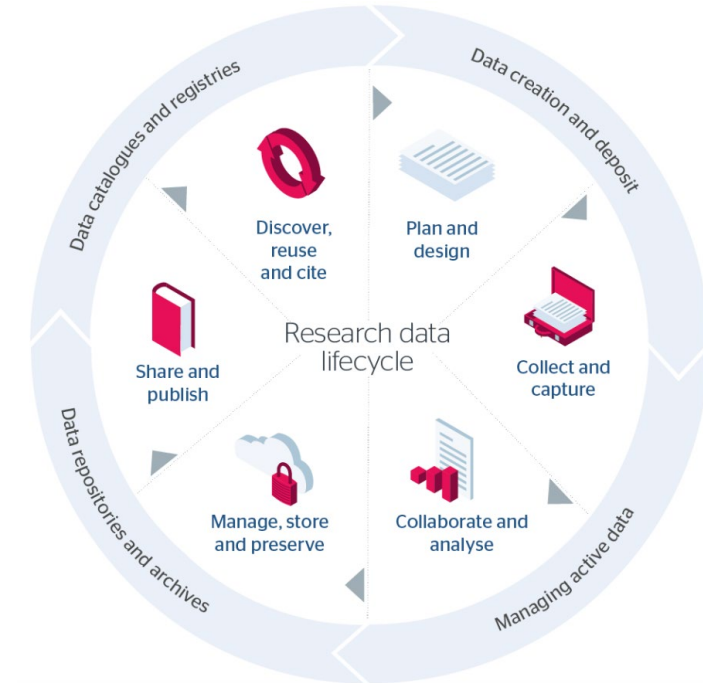 Research data
lifecycle
Data creation and deposit
Plan and
design
Collect and
capture
Managing active data
Collaborate and
analyse
Data repositories and archives
Manage, store
and preserve
Share and
publish
Data catalogues and registries
Discover,
reuse
and cite